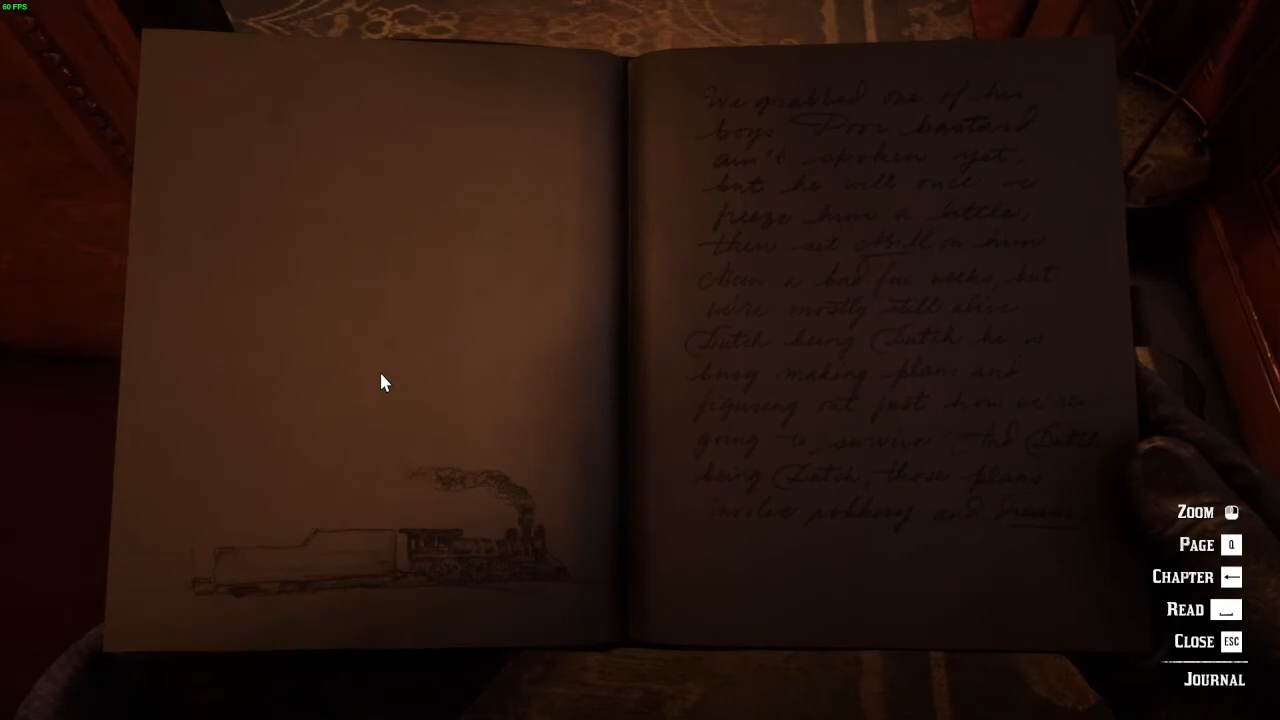 60 FPS
We grabbed one of his
boys Poor bastard
ain't spoken yet,
but he will once we
freeze him a little,
then set Bill on him
Been a bad few weeks, but
we're mostly still alive
Dutch being Dutch he is
busy making plans and
figuring out just how we're
going to survive And Dutch
being Dutch, those plans
involve robbing and dreams
ZOOM
PAGE Q
CHAPTER ←
READ
CLOSE ESC
JOURNAL